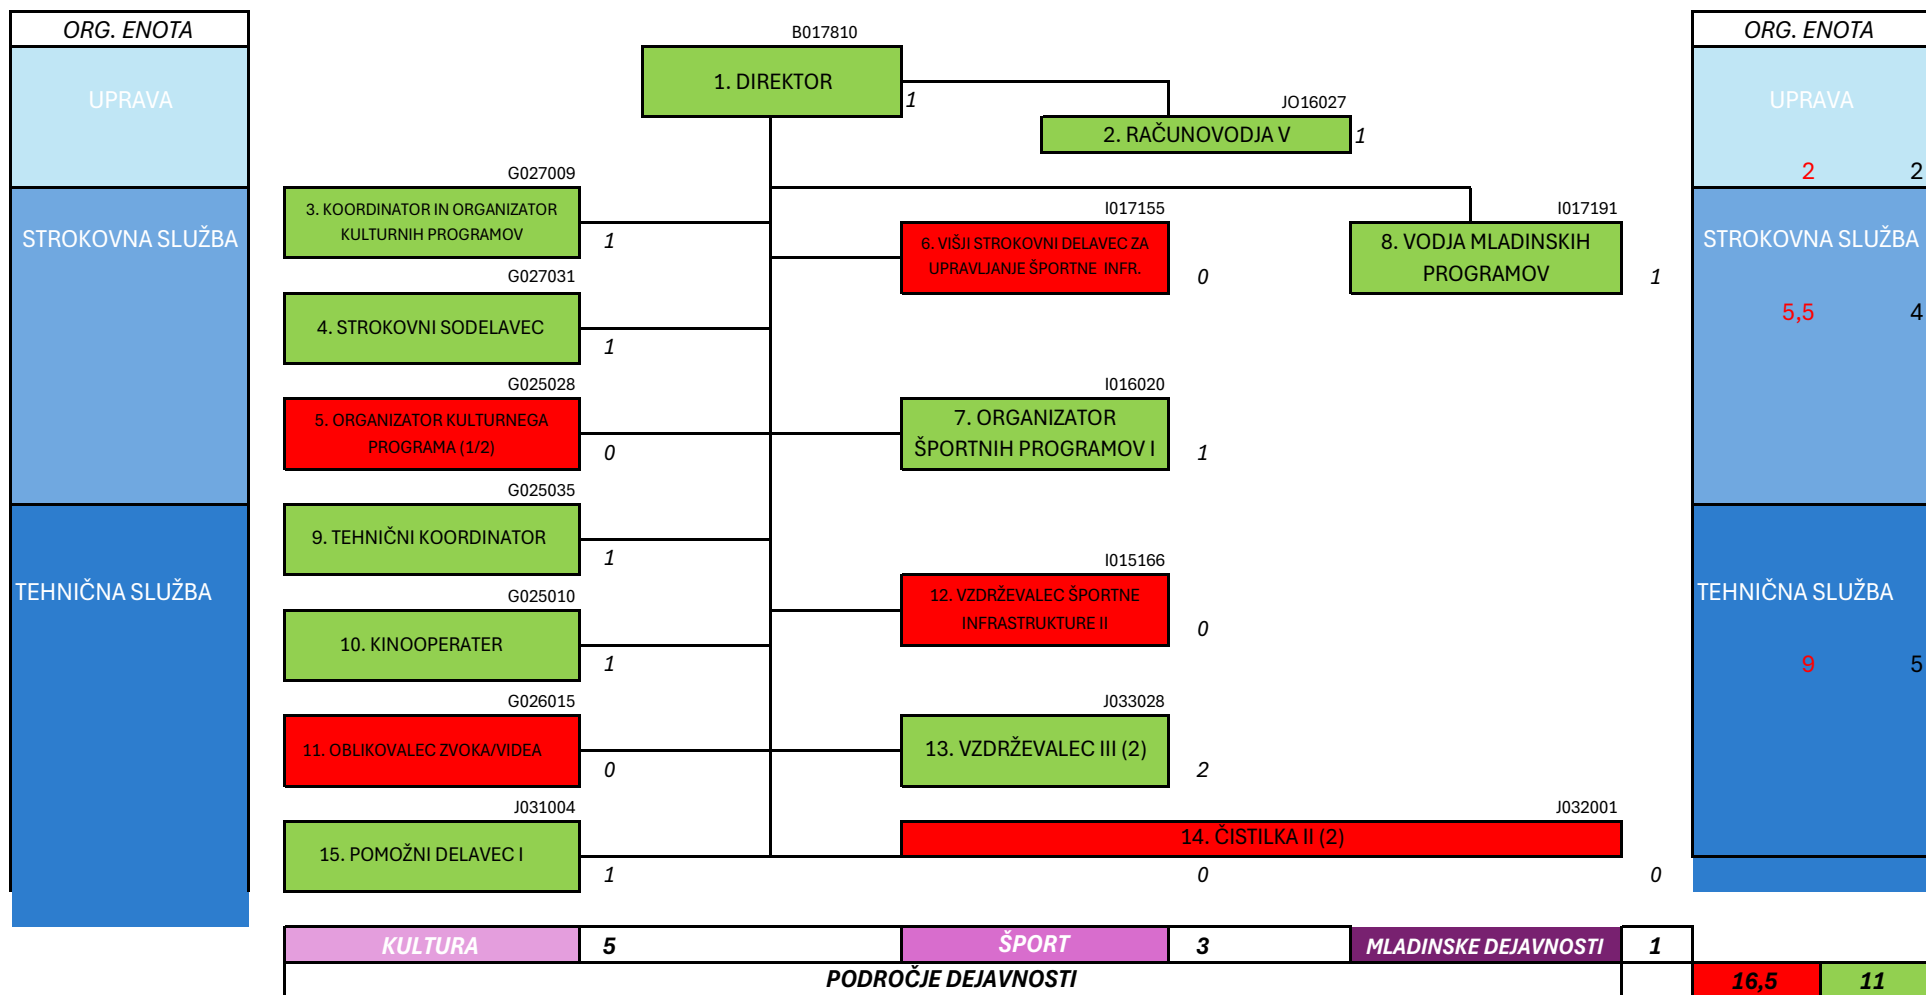 ORG. ENOTA
B017810
ORG. ENOTA
1. DIREKTOR
1
UPRAVA
JO16027
UPRAVA
2. RAČUNOVODJA V
1
2
2
G027009
3. KOORDINATOR IN ORGANIZATOR
KULTURNIH PROGRAMOV
1
I017155
6. VIŠJI STROKOVNI DELAVEC ZA
UPRAVLJANJE ŠPORTNE INFR.
0
I017191
8. VODJA MLADINSKIH
PROGRAMOV
1
STROKOVNA SLUŽBA
STROKOVNA SLUŽBA
5,5
4
G027031
4. STROKOVNI SODELAVEC
1
G025028
5. ORGANIZATOR KULTURNEGA
PROGRAMA (1/2)
0
I016020
7. ORGANIZATOR
ŠPORTNIH PROGRAMOV I
1
G025035
9. TEHNIČNI KOORDINATOR
1
TEHNIČNA SLUŽBA
I015166
12. VZDRŽEVALEC ŠPORTNE
INFRASTRUKTURE II
0
TEHNIČNA SLUŽBA
9
5
G025010
10. KINOOPERATER
1
G026015
11. OBLIKOVALEC ZVOKA/VIDEA
0
J033028
13. VZDRŽEVALEC III (2)
2
J031004
15. POMOŽNI DELAVEC I
1
J032001
14. ČISTILKA II (2)
0
0
KULTURA
5
ŠPORT
3
MLADINSKE DEJAVNOSTI
1
PODROČJE DEJAVNOSTI
16,5
11